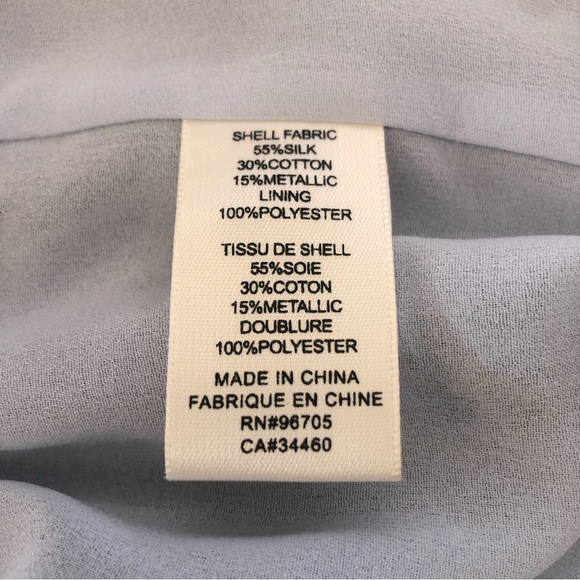 SHELL FABRIC
55%SILK
30%COTTON
15%METALLiC
LINING
100%POLYESTER
TISSU DE SHELL
55%SOIE
30%COTON
15%METALLIC
DOUBLURE
100%POLYESTER
MADE IN CHINA
FABRIQUE EN CHINE
RN#96705
CA#34460